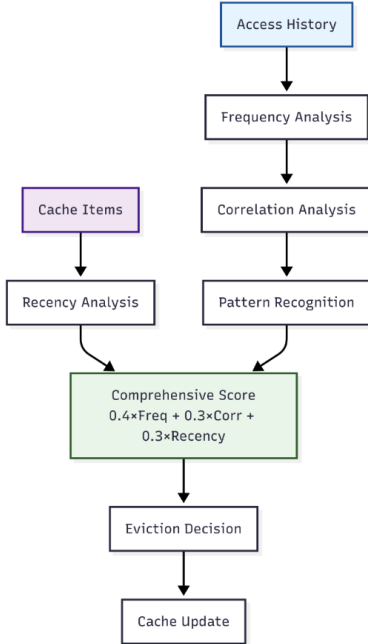 Access History
Frequency Analysis
Cache Items
Correlation Analysis
Recency Analysis
Pattern Recognition
Comprehensive Score
0.4×Freq + 0.3×Corr +
0.3×Recency
Eviction Decision
Cache Update